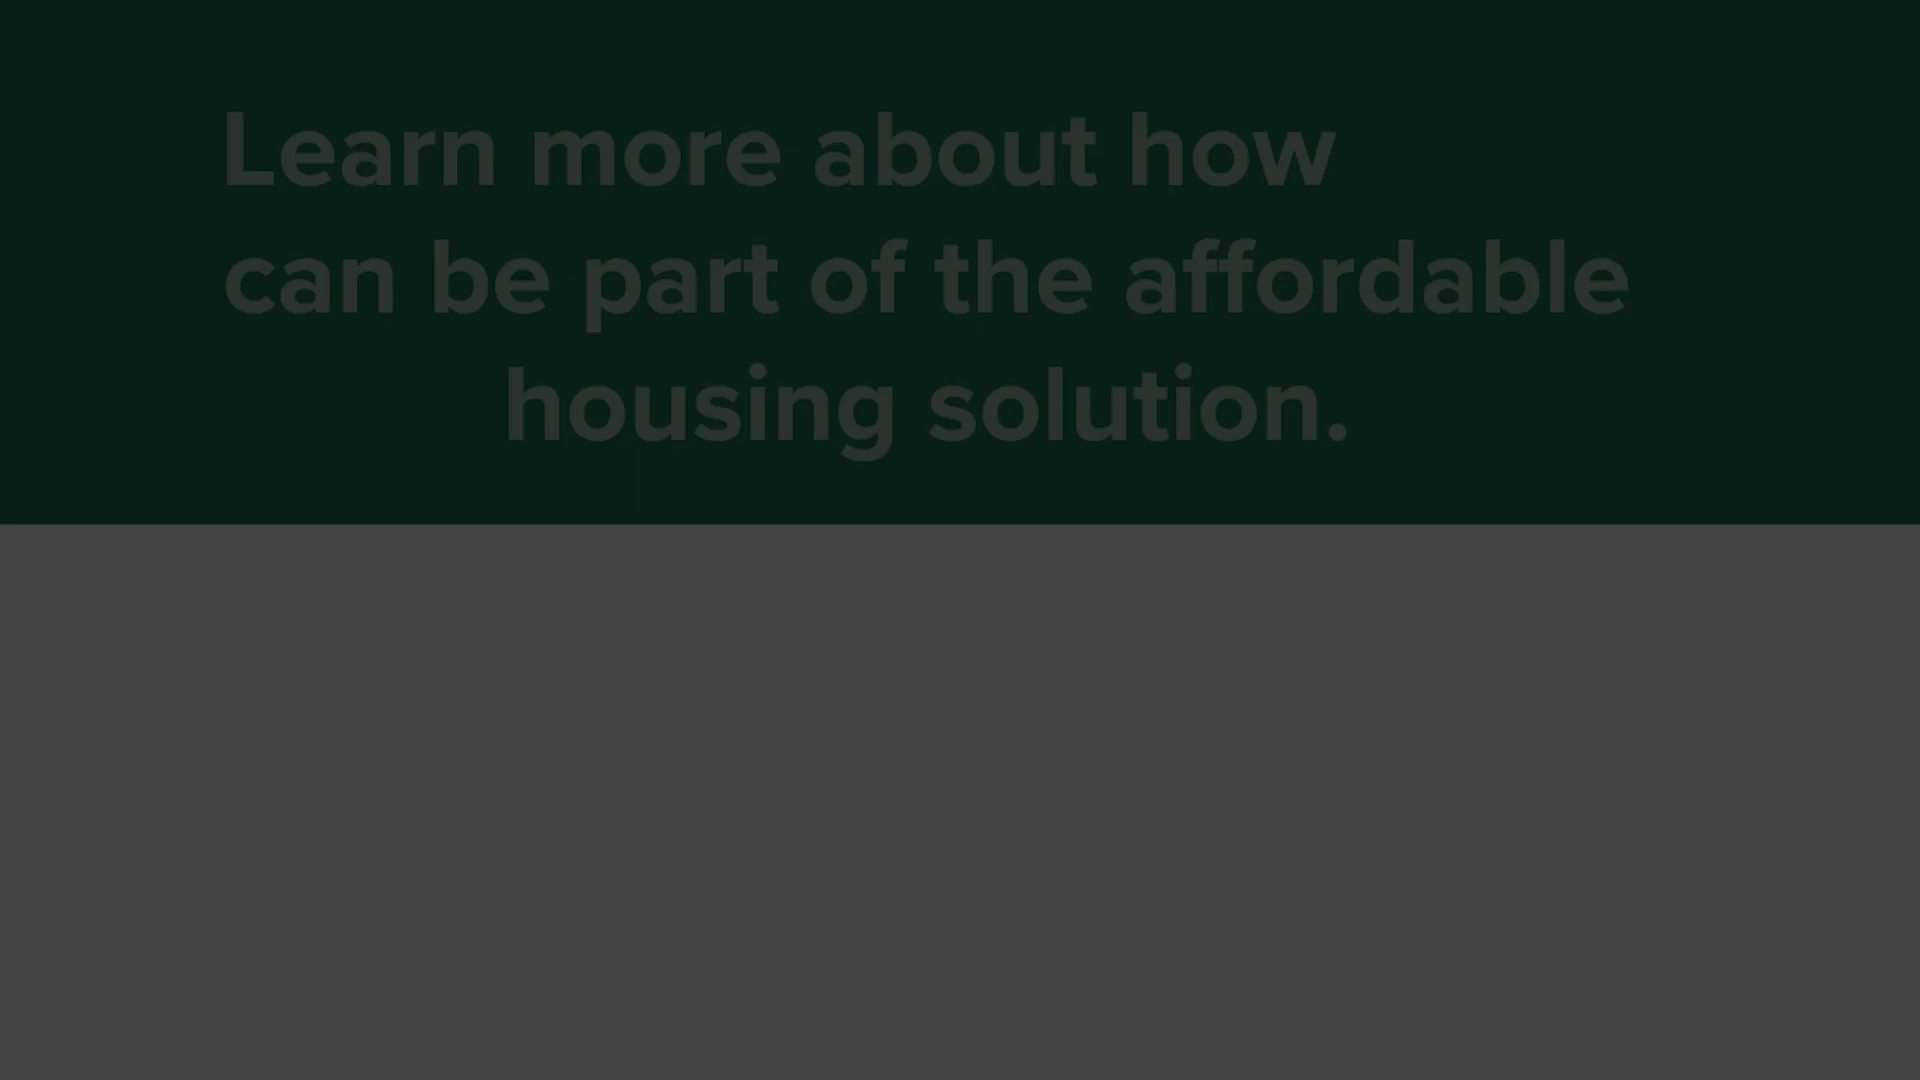 Learn more about how
can be part of the affordable
housing solution.